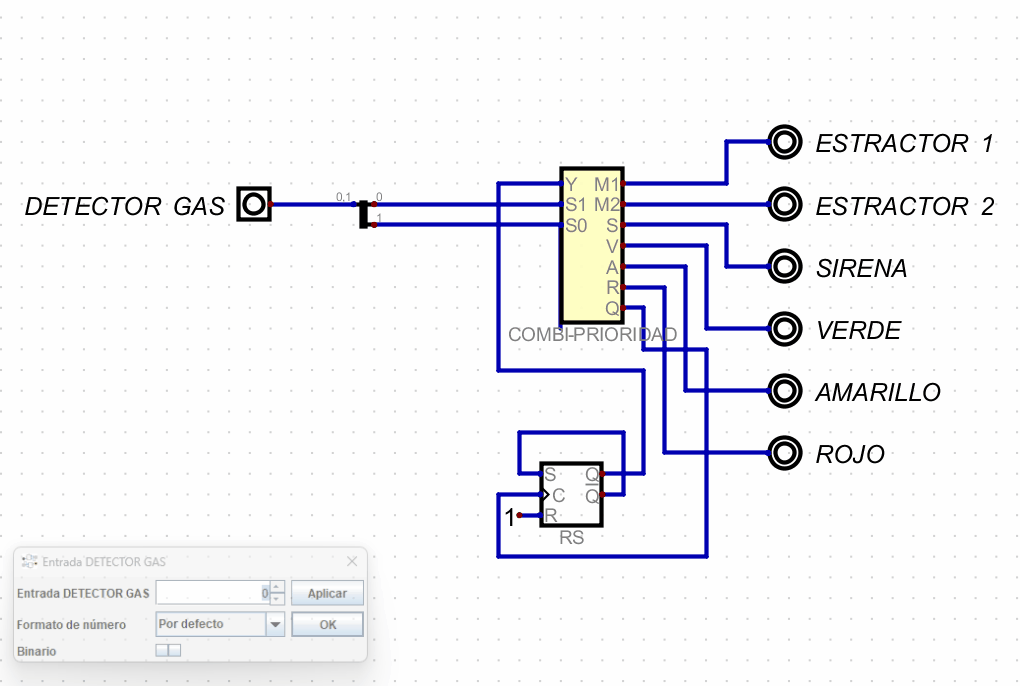 ESTRACTOR 1
DETECTOR GAS
0,1
0
1
Y M1
S1 M2
S0 S
V
A
R
Q
COMBI-PRIORIDAD
ESTRACTOR 2
SIRENA
VERDE
AMARILLO
ROJO
S Q
C Q
1 R
RS
Entrada DETECTOR GAS
Entrada DETECTOR GAS 0 Aplicar
Formato de número Por defecto OK
Binario